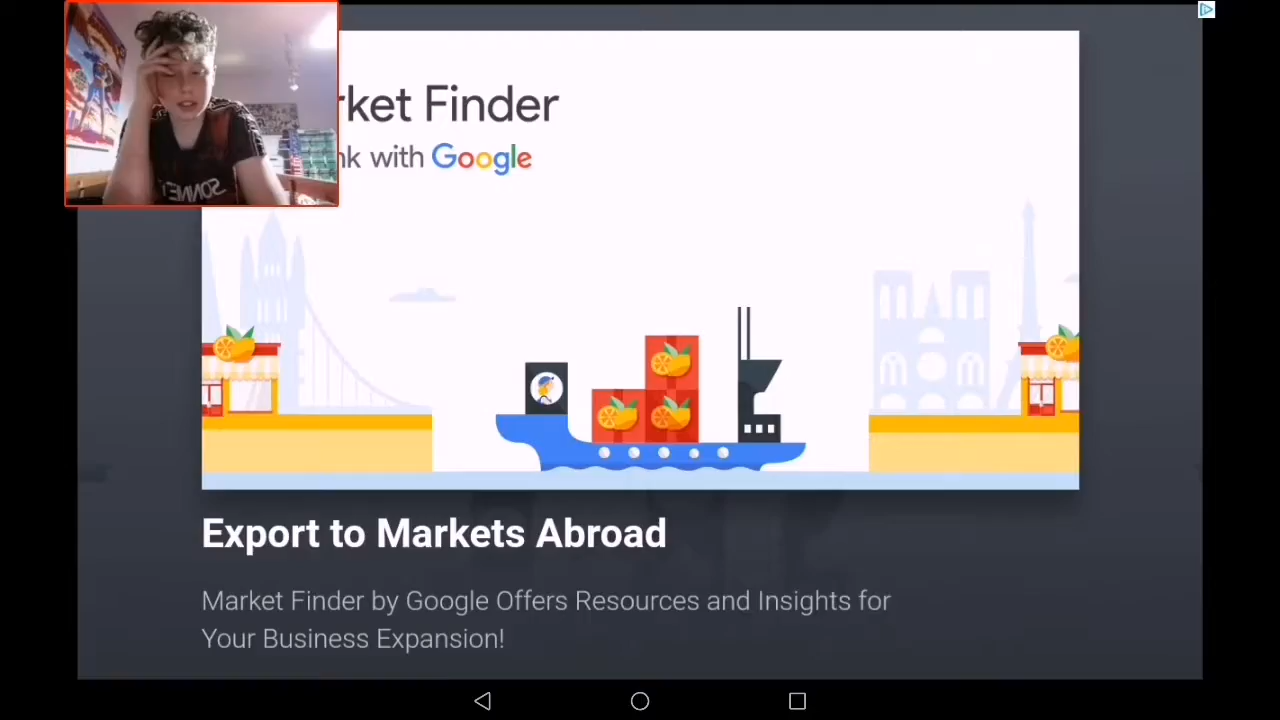 rket Finder
nk with Google
Export to Markets Abroad
Market Finder by Google Offers Resources and Insights for
Your Business Expansion!